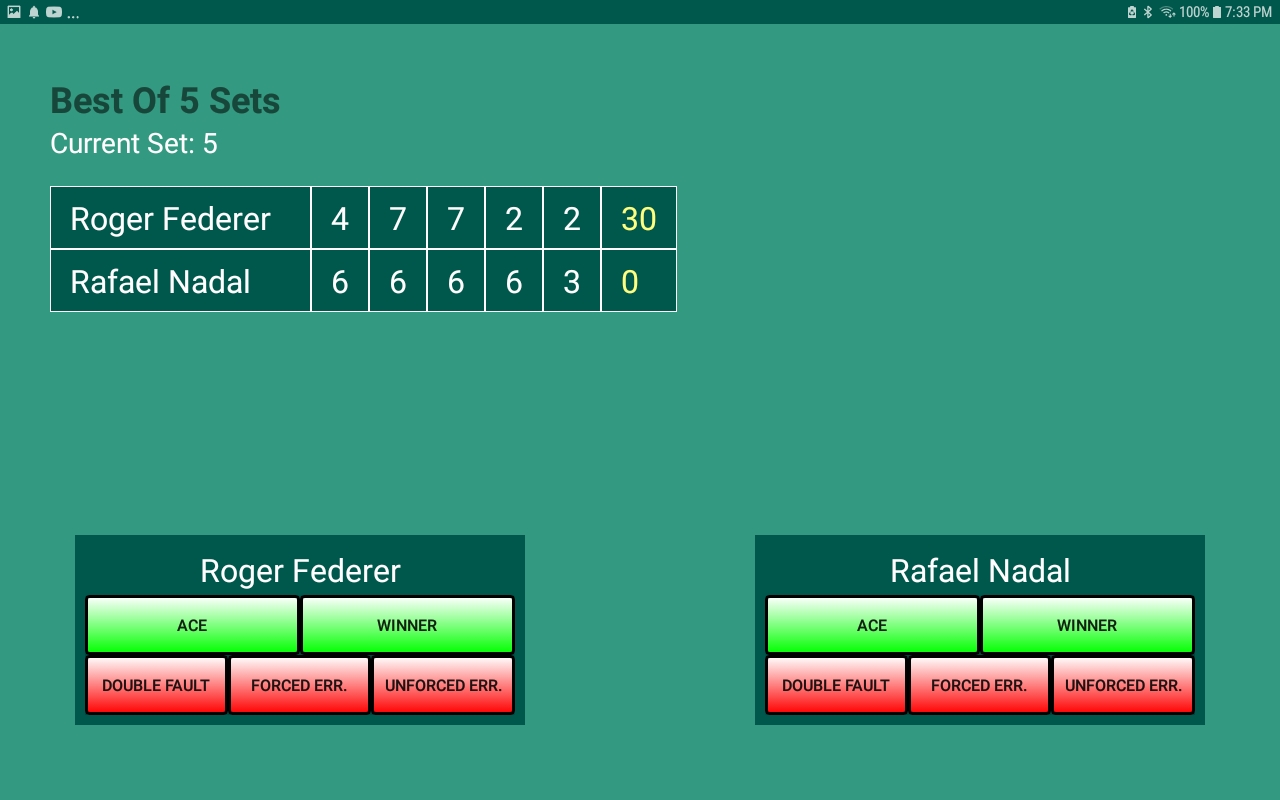 ... 100% 7:33 PM
Best Of 5 Sets
Current Set: 5
Roger Federer 4 7 7 2 2 30
Rafael Nadal 6 6 6 6 3 0
Roger Federer
ACE WINNER
DOUBLE FAULT FORCED ERR. UNFORCED ERR.
Rafael Nadal
ACE WINNER
DOUBLE FAULT FORCED ERR. UNFORCED ERR.